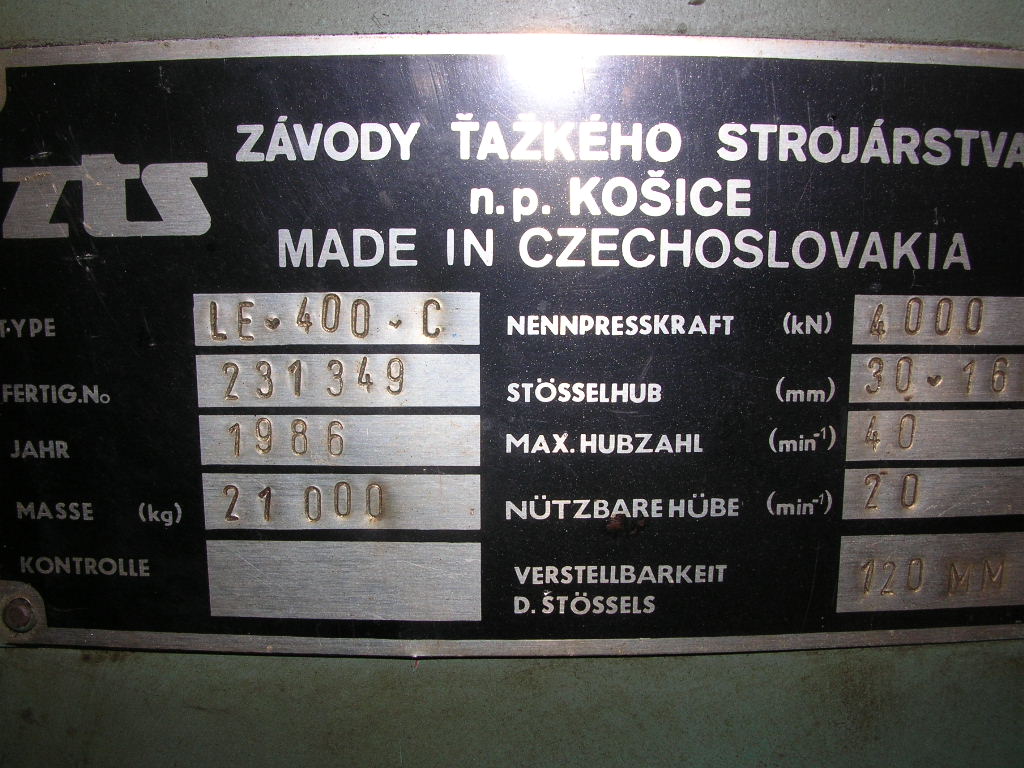 zts
ZÁVODY ŤAŽKÉHO STROJÁRSTVA
n.p. KOŠICE
MADE IN CZECHOSLOVAKIA
TYPE LE-400-C
FERTIG.No 231349
JAHR 1986
MASSE (kg) 21000
KONTROLLE
NENNPRESSKRAFT (kN) 4000
STÖSSELHUB (mm) 30-16
MAX. HUBZAHL (min-1) 40
NÜTZBARE HÜBE (min-1) 20
VERSTELLBARKEIT
D. ŠTÖSSELS 120 MM